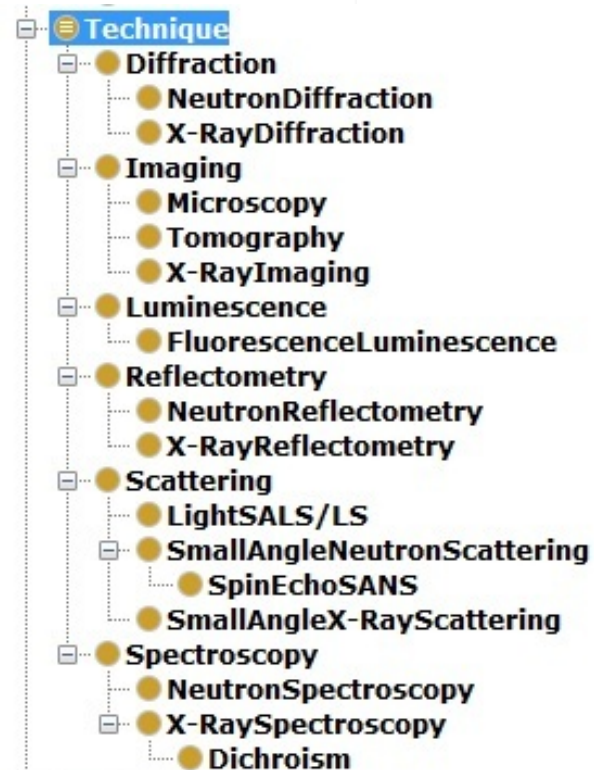 Technique
Diffraction
NeutronDiffraction
X-RayDiffraction
Imaging
Microscopy
Tomography
X-RayImaging
Luminescence
FluorescenceLuminescence
Reflectometry
NeutronReflectometry
X-RayReflectometry
Scattering
LightSALS/LS
SmallAngleNeutronScattering
SpinEchoSANS
SmallAngleX-RayScattering
Spectroscopy
NeutronSpectroscopy
X-RaySpectroscopy
Dichroism